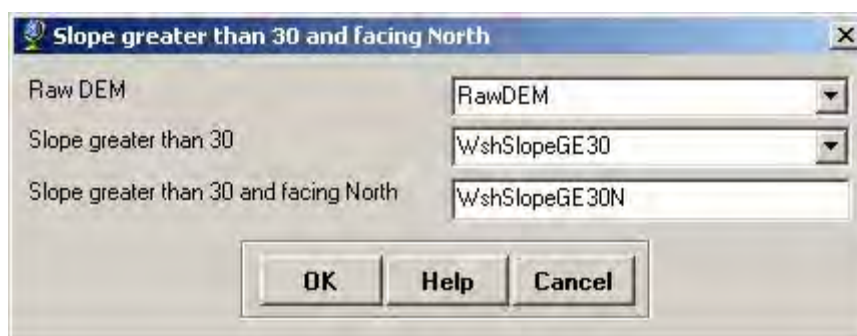 Slope greater than 30 and facing North
Raw DEM RawDEM
Slope greater than 30 WshSlopeGE30
Slope greater than 30 and facing North WshSlopeGE30N
OK Help Cancel